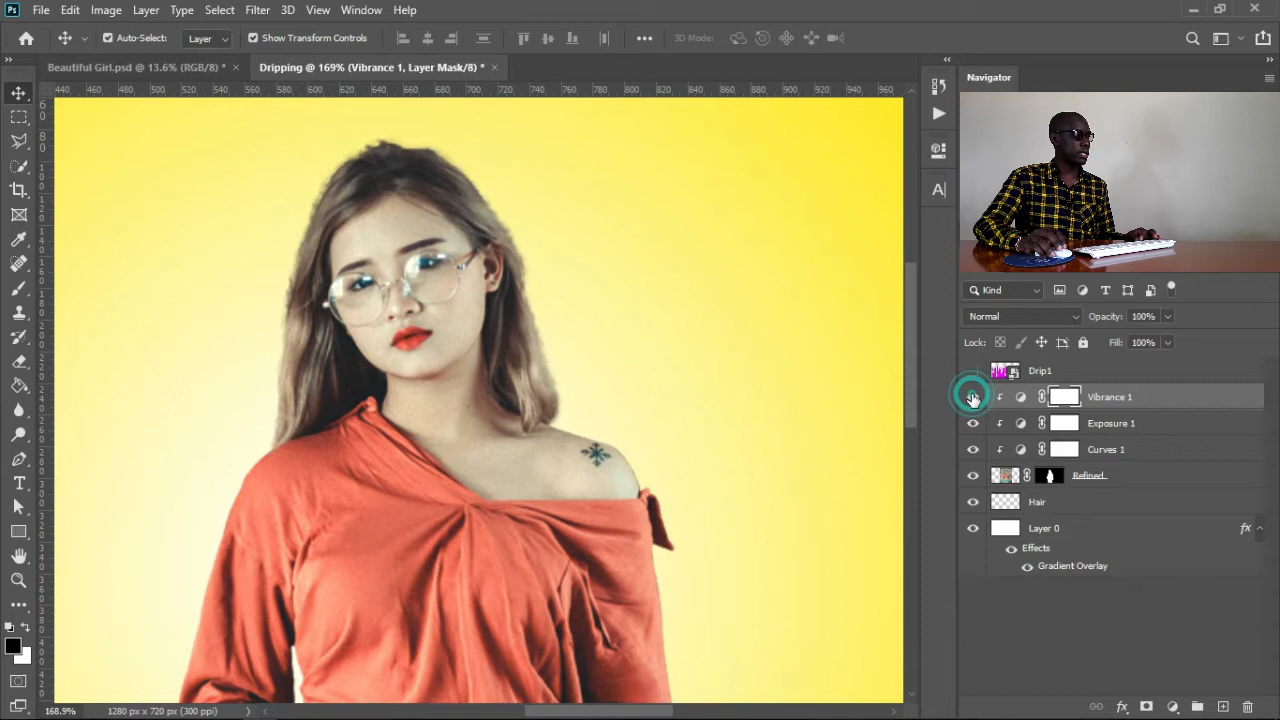 Ps File Edit Image Layer Type Select Filter 3D View Window Help
Auto-Select: Layer Show Transform Controls 3D Mode:
Beautiful Girl.psd @ 13.6% (RGB/8) * × Dripping @ 169% (Vibrance 1, Layer Mask/8) * ×
Navigator
440 460 480 500 520 540 560 580 600 620 640 660 680 700 720 740 760 780 800 820 840 860 880 900 920 940 960
Kind
Normal Opacity: 100%
Lock: Fill: 100%
Drip1
Vibrance 1
Exposure 1
Curves 1
Refined
Hair
Layer 0 fx
Effects
Gradient Overlay
168.9% 1280 px x 720 px (300 ppi) fx